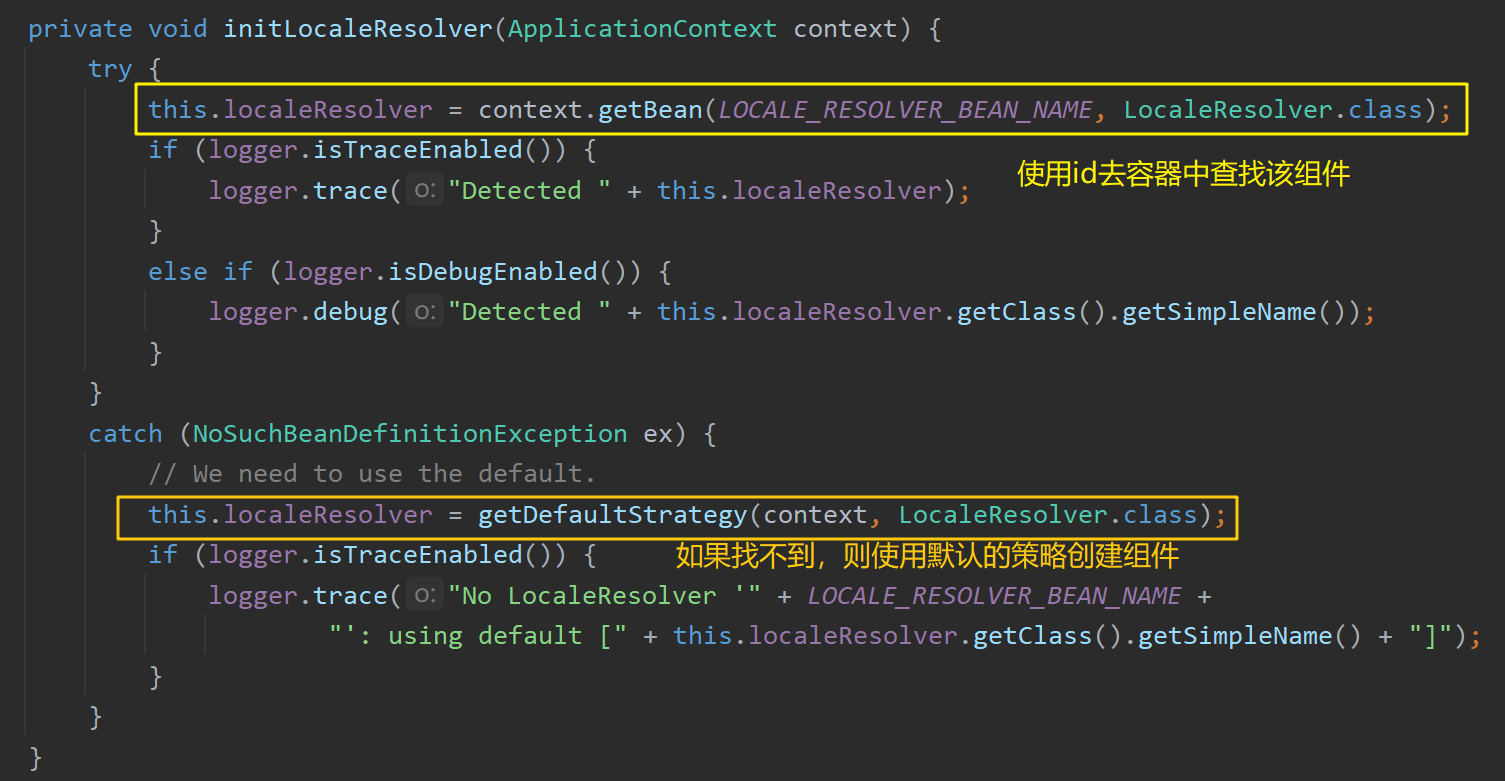 private void initLocaleResolver(ApplicationContext context) {
try {
this.localeResolver = context.getBean(LOCALE_RESOLVER_BEAN_NAME, LocaleResolver.class);
if (logger.isTraceEnabled()) {
使用id去容器中查找该组件
logger.trace( o: "Detected " + this.localeResolver);
}
else if (logger.isDebugEnabled()) {
logger.debug( o: "Detected " + this.localeResolver.getClass().getSimpleName());
}
}
catch (NoSuchBeanDefinitionException ex) {
// We need to use the default.
this.localeResolver = getDefaultStrategy(context, LocaleResolver.class);
if (logger.isTraceEnabled()) { 如果找不到，则使用默认的策略创建组件
logger.trace( o: "No LocaleResolver '" + LOCALE_RESOLVER_BEAN_NAME +
"': using default [" + this.localeResolver.getClass().getSimpleName() + "]");
}
}
}